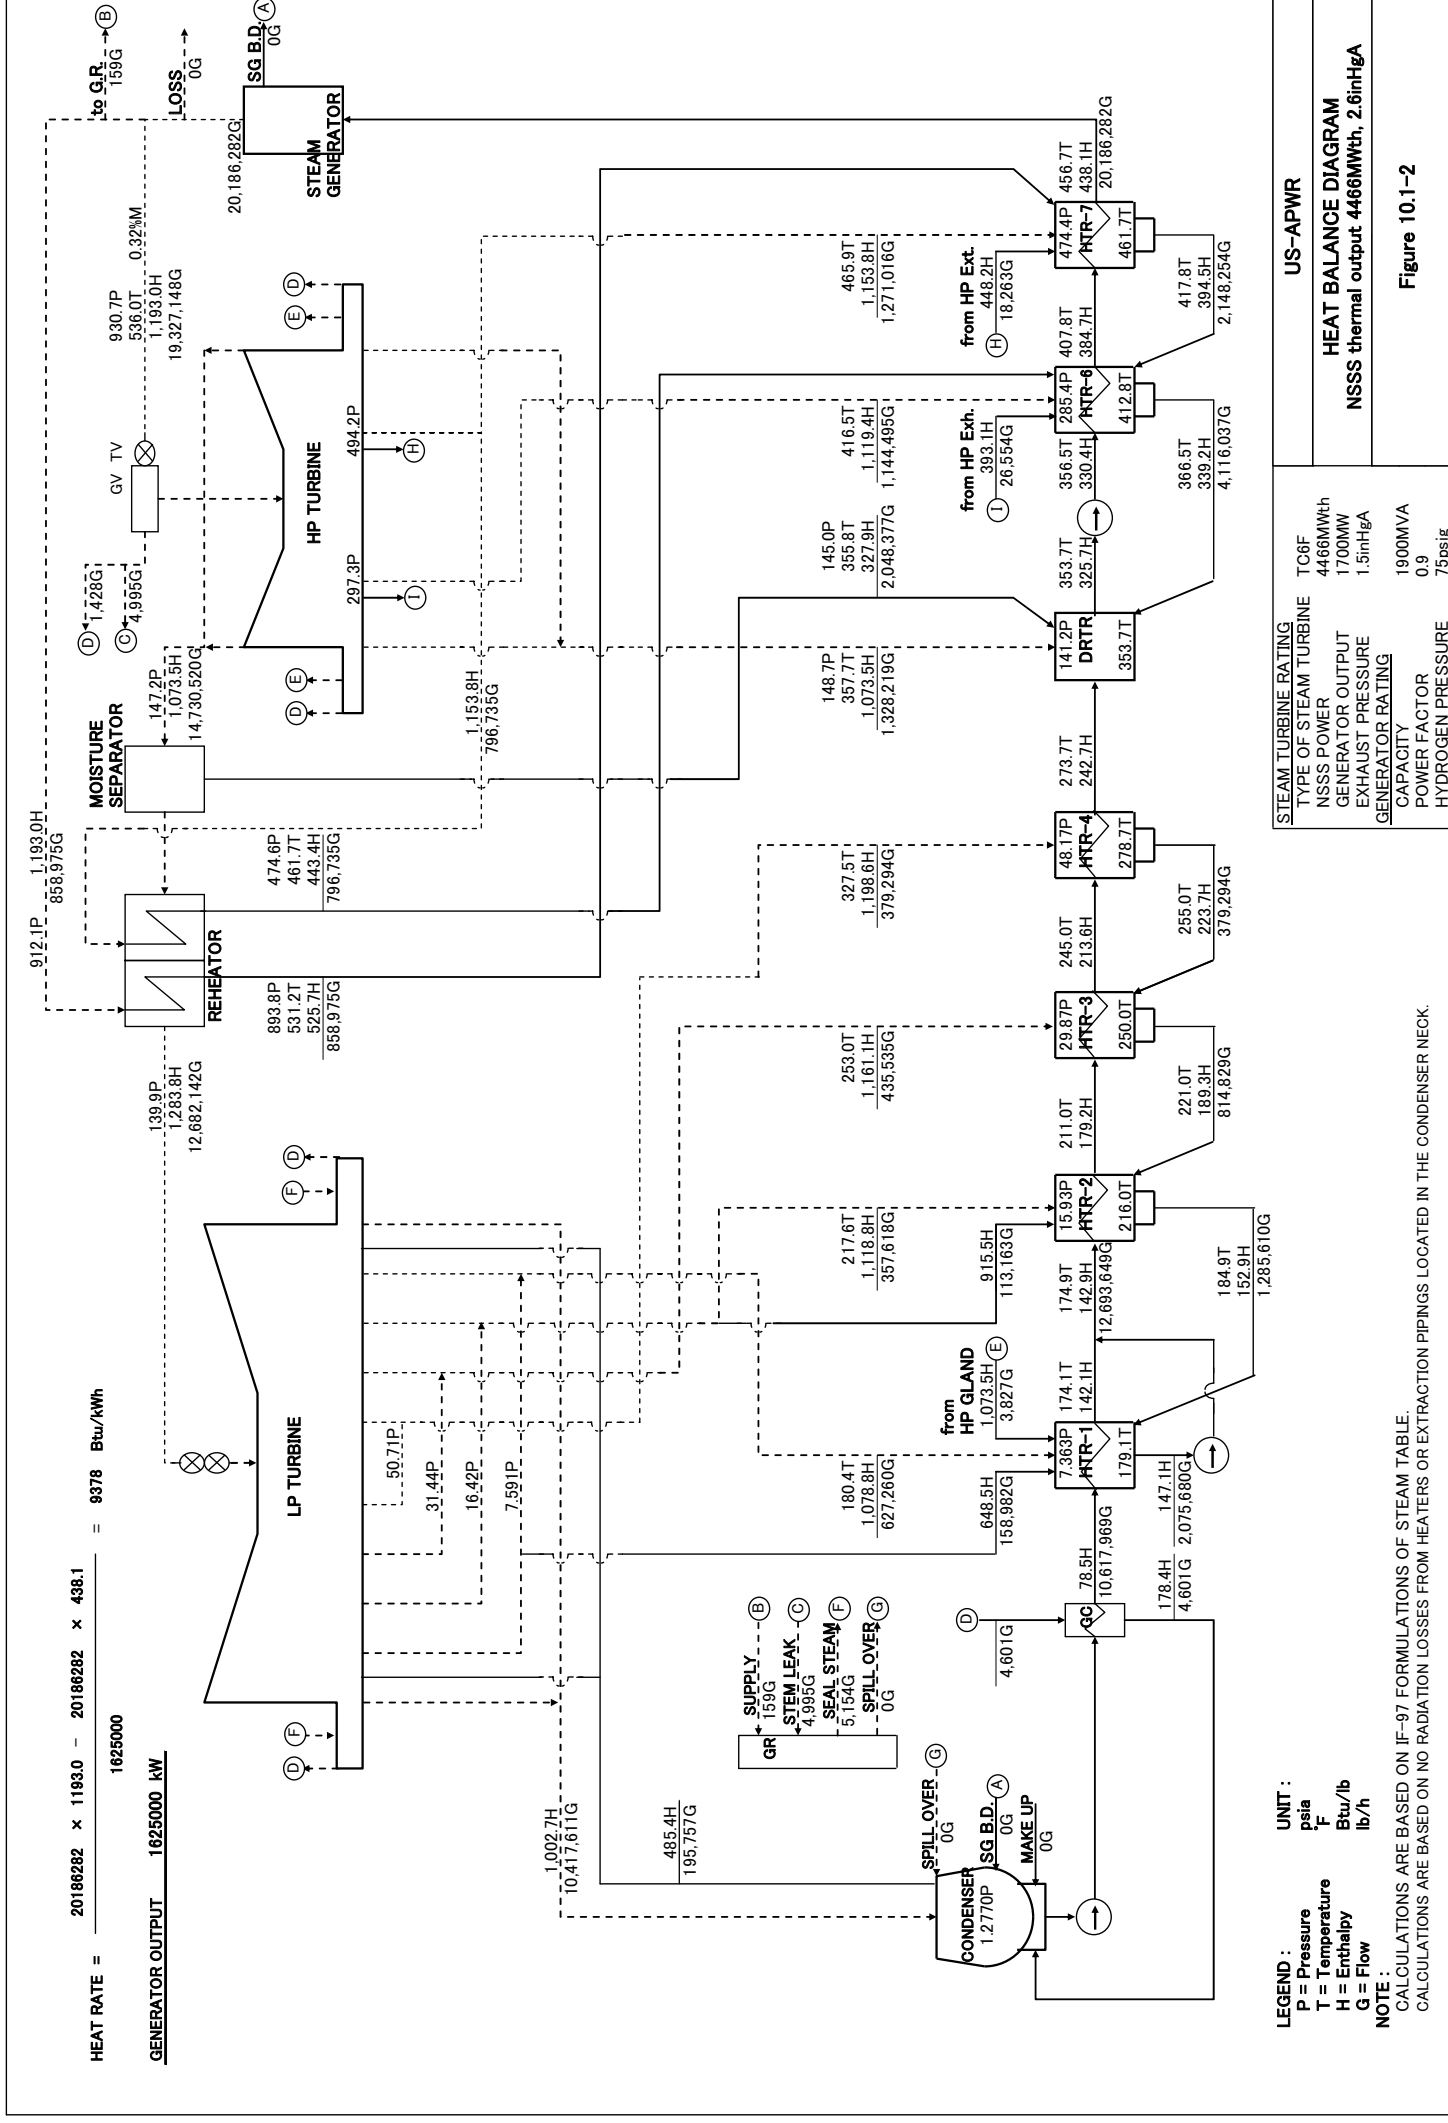 HEAT RATE = 20186282 × 1193.0 − 20186282 × 438.1 = 9378 Btu/kWh
1625000
GENERATOR OUTPUT 1625000 kW
912.1P 1,193.0H
858,975G
to G.R.
159G
B
LOSS
0G
SG B.D.
0G
A
20,186,282G
STEAM
GENERATOR
930.7P
536.0T 0.32%M
1,193.0H
19,327,148G
GV TV
D
1,428G
C
4,995G
147.2P
1,073.5H
14,730,520G
MOISTURE
SEPARATOR
REHEATOR
139.9P
1,283.8H
12,682,142G
LP TURBINE
D
F
F
D
HP TURBINE
D
E
E
D
297.3P
494.2P
I
H
474.6P
461.7T
443.4H
796,735G
893.8P
531.2T
525.7H
858,975G
1,153.8H
796,735G
50.71P
31.44P
16.42P
7.591P
1,002.7H
10,417,611G
485.4H
195,757G
SUPPLY
159G
B
STEM LEAK
4,995G
C
SEAL STEAM
5,154G
F
SPILL OVER
0G
G
GR
SPILL OVER
0G
G
SG B.D.
0G
A
MAKE UP
0G
CONDENSER
1.2770P
D
4,601G
GC
178.4H
4,601G
78.5H
10,617,969G
648.5H
158,982G
180.4T
1,078.8H
627,260G
from
HP GLAND
1,073.5H
3,827G
E
7.363P
HTR-1
179.1T
147.1H
2,075,680G
174.1T
142.1H
174.9T
142.9H
12,693,649G
915.5H
113,163G
217.6T
1,118.8H
357,618G
15.93P
HTR-2
216.0T
184.9T
152.9H
1,285,610G
211.0T
179.2H
253.0T
1,161.1H
435,535G
29.87P
HTR-3
250.0T
221.0T
189.3H
814,829G
245.0T
213.6H
327.5T
1,198.6H
379,294G
48.17P
HTR-4
278.7T
255.0T
223.7H
379,294G
273.7T
242.7H
148.7P
357.7T
1,073.5H
1,328,219G
145.0P
355.8T
327.9H
2,048,377G
141.2P
DRTR
353.7T
353.7T
325.7H
356.5T
330.4H
416.5T
1,119.4H
1,144,495G
from HP Exh.
393.1H
26,554G
I
285.4P
HTR-6
412.8T
366.5T
339.2H
4,116,037G
407.8T
384.7H
465.9T
1,153.8H
1,271,016G
from HP Ext.
448.2H
18,263G
H
474.4P
HTR-7
461.7T
417.8T
394.5H
2,148,254G
456.7T
438.1H
20,186,282G
LEGEND : UNIT :
P = Pressure psia
T = Temperature °F
H = Enthalpy Btu/lb
G = Flow lb/h
NOTE :
CALCULATIONS ARE BASED ON IF-97 FORMULATIONS OF STEAM TABLE.
CALCULATIONS ARE BASED ON NO RADIATION LOSSES FROM HEATERS OR EXTRACTION PIPINGS LOCATED IN THE CONDENSER NECK.
STEAM TURBINE RATING
TYPE OF STEAM TURBINE TC6F
NSSS POWER 4466MWth
GENERATOR OUTPUT 1700MW
EXHAUST PRESSURE 1.5inHgA
GENERATOR RATING
CAPACITY 1900MVA
POWER FACTOR 0.9
HYDROGEN PRESSURE 75psig
US-APWR
HEAT BALANCE DIAGRAM
NSSS thermal output 4466MWth, 2.6inHgA
Figure 10.1-2